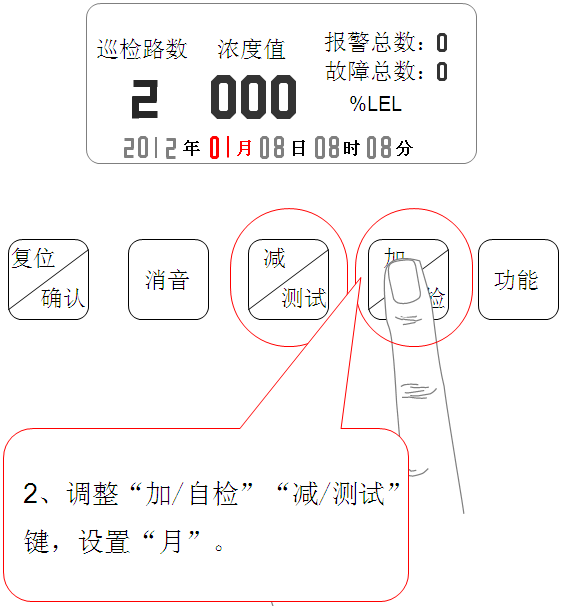 巡检路数 浓度值 报警总数：0
故障总数：0
2 000 %LEL
2012年01月08日08时08分
复位 确认 消音 减 测试 加 检 功能
2、调整“加/自检”“减/测试”
键，设置“月”。